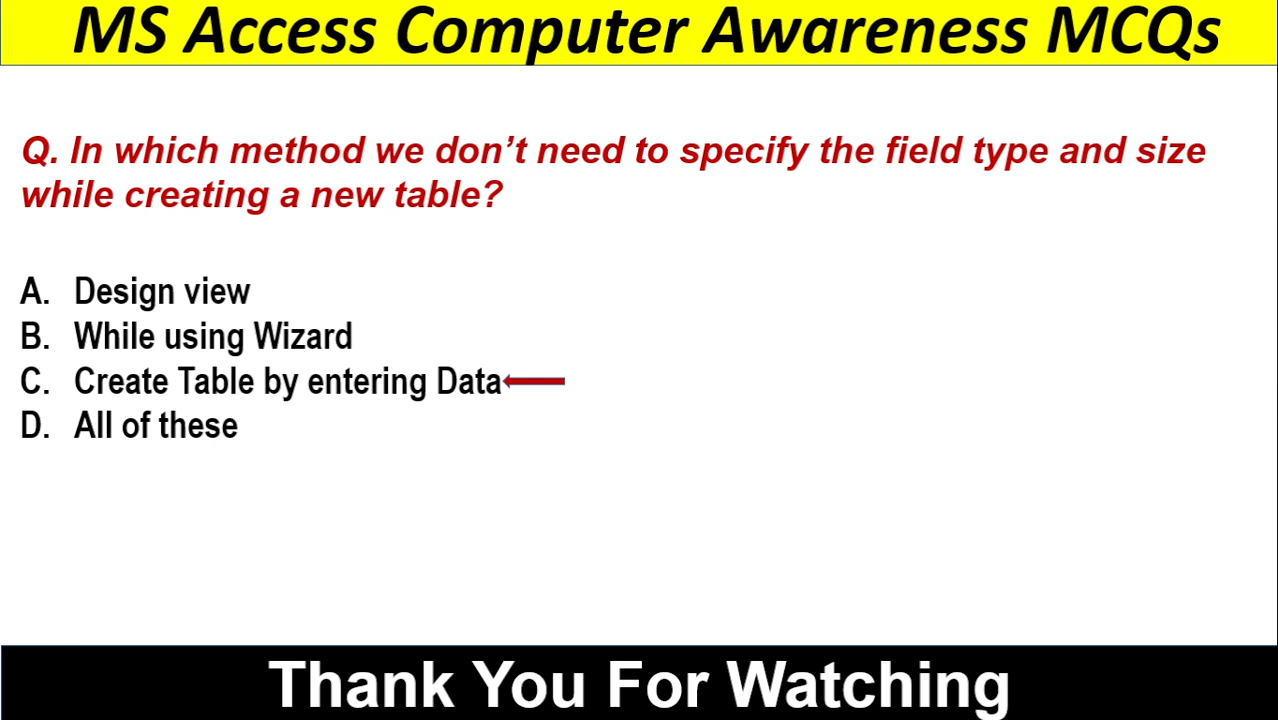 MS Access Computer Awareness MCQs
Q. In which method we don’t need to specify the field type and size
while creating a new table?
A. Design view
B. While using Wizard
C. Create Table by entering Data
D. All of these
Thank You For Watching